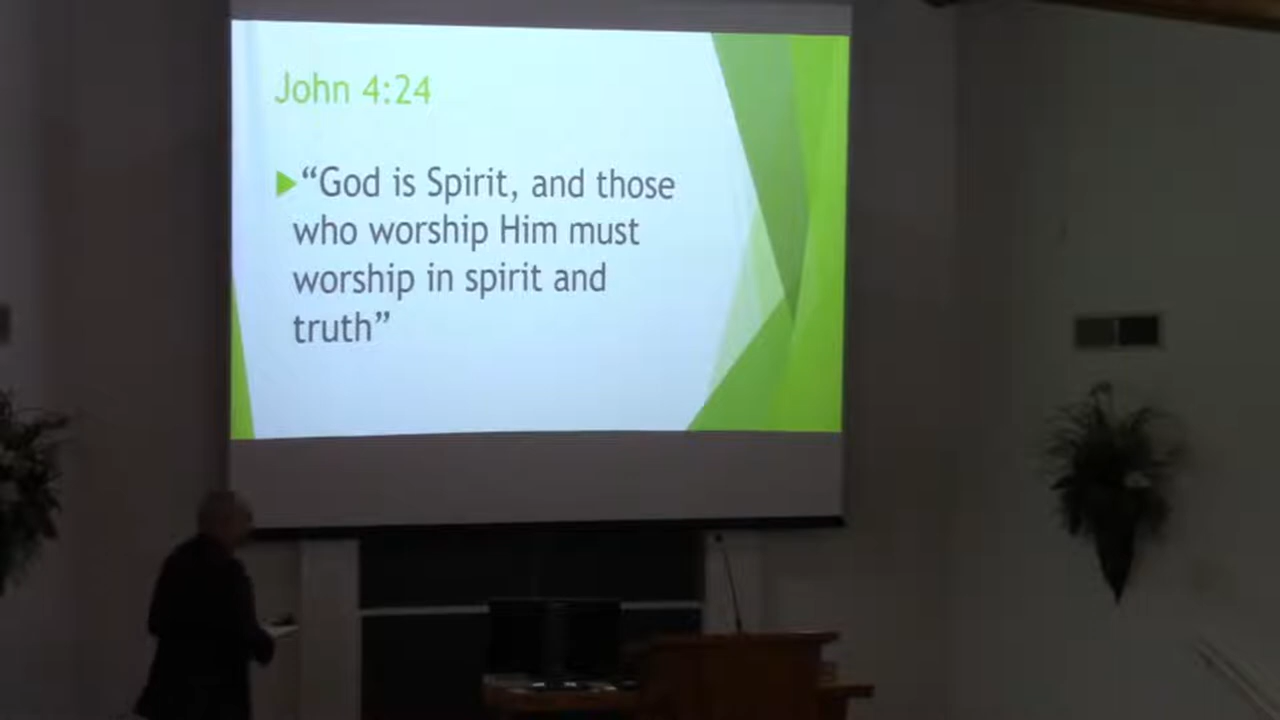 John 4:24
“God is Spirit, and those
who worship Him must
worship in spirit and
truth”